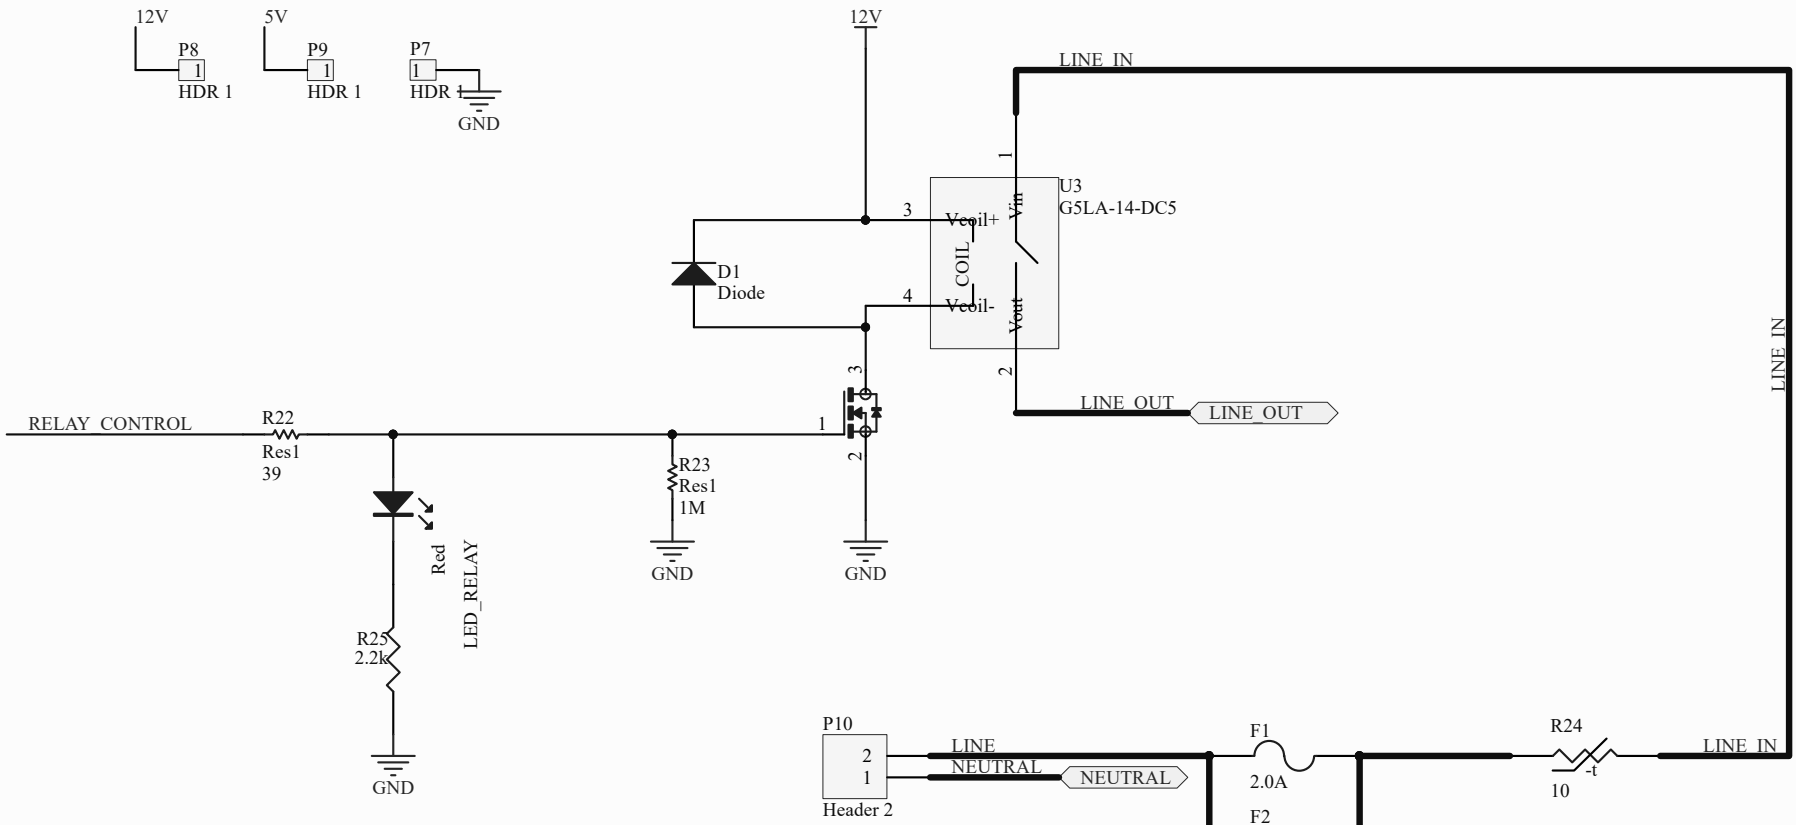 12V
5V
12V
P8
1
HDR 1
P9
1
HDR 1
P7
1
HDR 1
GND
LINE_IN
1
U3
G5LA-14-DC5
3
Vcoil+
Vin
COIL
4
Vcoil-
Vout
D1
Diode
2
LINE_IN
LINE_OUT
LINE_OUT
3
1
2
RELAY_CONTROL
R22
Res1
39
R23
Res1
1M
GND
GND
Red
LED_RELAY
R25
2.2k
GND
P10
2
1
Header 2
LINE
NEUTRAL
NEUTRAL
F1
2.0A
F2
R24
-t
10
LINE_IN